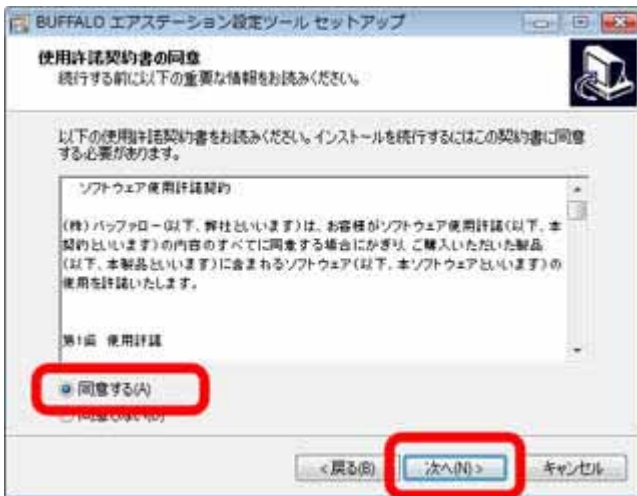 BUFFALO エアステーション設定ツール セットアップ
使用許諾契約書の同意
続行する前に以下の重要な情報をお読みください。
以下の使用許諾契約書をお読みください。インストールを続行するにはこの契約書に同意
する必要があります。
ソフトウェア使用許諾契約
(株)バッファロー(以下、弊社といいます)は、お客様がソフトウェア使用許諾(以下、本
契約といいます)の内容のすべてに同意する場合にかぎり、ご購入いただいた製品
(以下、本製品といいます)に含まれるソフトウェア(以下、本ソフトウェアといいます)の
使用を許諾いたします。
第1条 使用許諾
同意する(A)
同意しない(D)
<戻る(B)
次へ(N)>
キャンセル